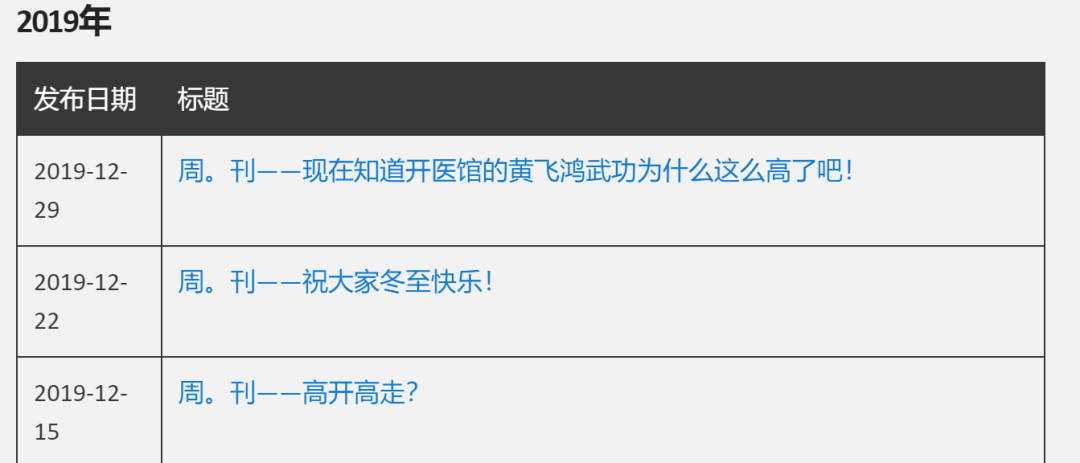 2019年
发布日期 标题
2019-12-
29
周。刊——现在知道开医馆的黄飞鸿武功为什么这么高了吧！
2019-12-
22
周。刊——祝大家冬至快乐！
2019-12-
15
周。刊——高开高走？